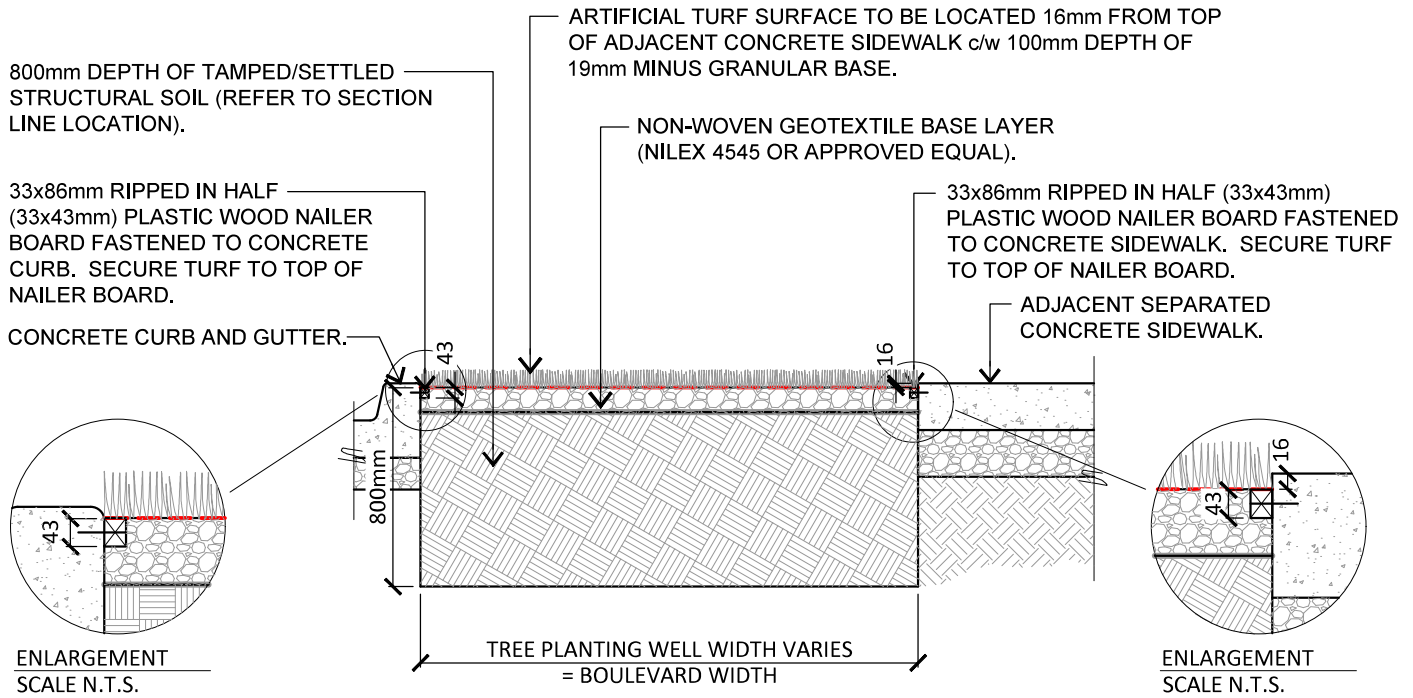 ARTIFICIAL TURF SURFACE TO BE LOCATED 16mm FROM TOP
OF ADJACENT CONCRETE SIDEWALK c/w 100mm DEPTH OF
19mm MINUS GRANULAR BASE.
800mm DEPTH OF TAMPED/SETTLED
STRUCTURAL SOIL (REFER TO SECTION
LINE LOCATION).
NON-WOVEN GEOTEXTILE BASE LAYER
(NILEX 4545 OR APPROVED EQUAL).
33x86mm RIPPED IN HALF
(33x43mm) PLASTIC WOOD NAILER
BOARD FASTENED TO CONCRETE
CURB. SECURE TURF TO TOP OF
NAILER BOARD.
33x86mm RIPPED IN HALF (33x43mm)
PLASTIC WOOD NAILER BOARD FASTENED
TO CONCRETE SIDEWALK. SECURE TURF
TO TOP OF NAILER BOARD.
ADJACENT SEPARATED
CONCRETE SIDEWALK.
CONCRETE CURB AND GUTTER.
43
16
800mm
43
16
43
TREE PLANTING WELL WIDTH VARIES
= BOULEVARD WIDTH
ENLARGEMENT
SCALE N.T.S.
ENLARGEMENT
SCALE N.T.S.